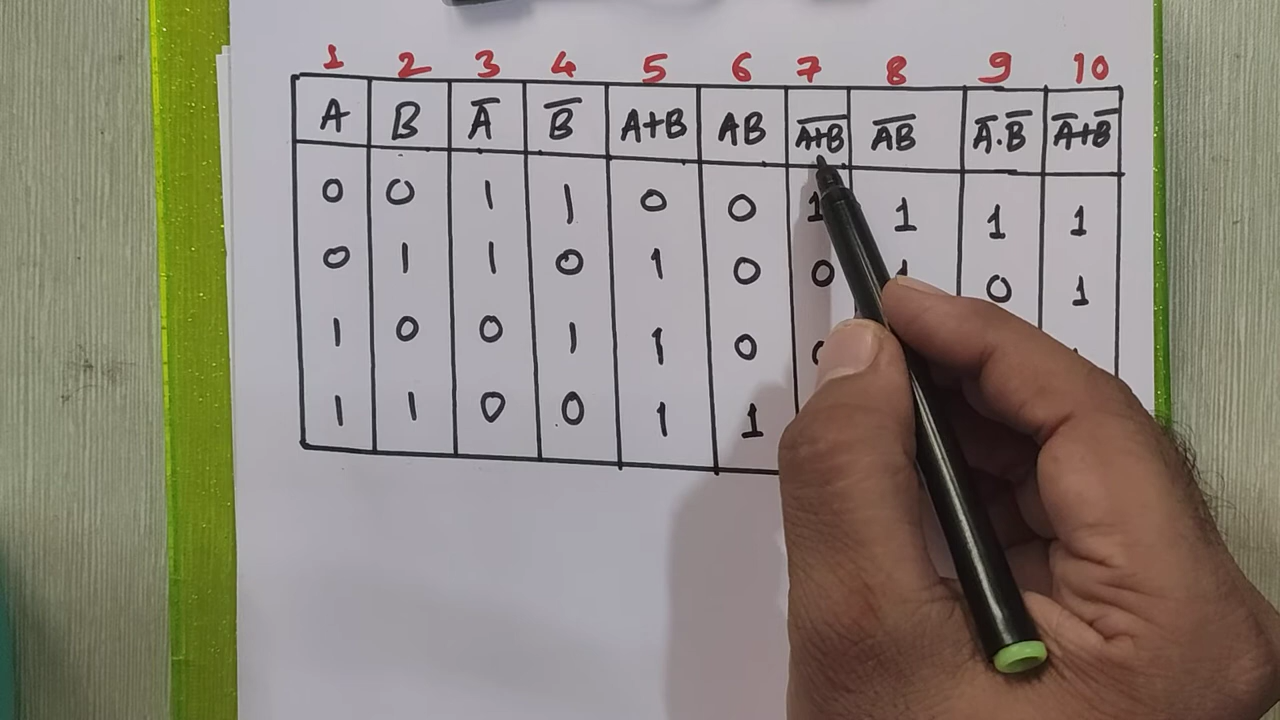 1 2 3 4 5 6 7 8 9 10
A B A̅ B̅ A+B AB A̅+̅B̅ A̅B̅ A̅.B̅ A̅+B̅
0 0 1 1 0 0 1 1 1 1
0 1 1 0 1 0 0 1 0 1
1 0 0 1 1 0
1 1 0 0 1 1